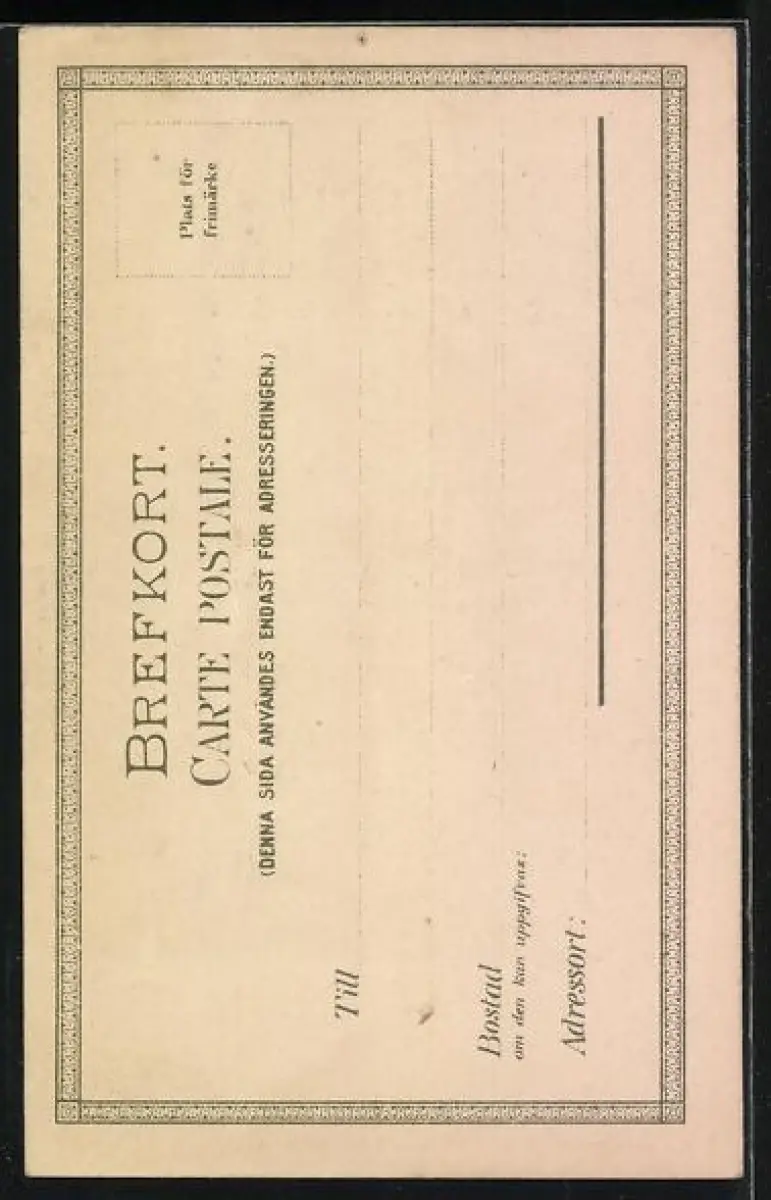 BREFKORT.
CARTE POSTALE.
(DENNA SIDA ANVÄNDES ENDAST FÖR ADRESSERINGEN.)
Plats för
frimärke
Till
Bostad
om den kan uppgifvas:
Adressort: